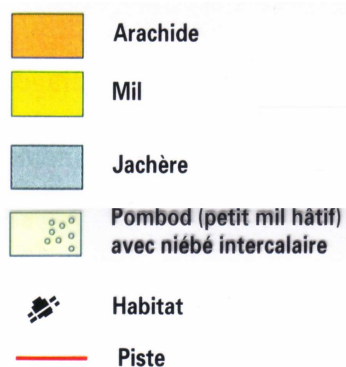 Arachide
Mil
Jachère
Pombod (petit mil hâtif)
avec niébé intercalaire
Habitat
Piste